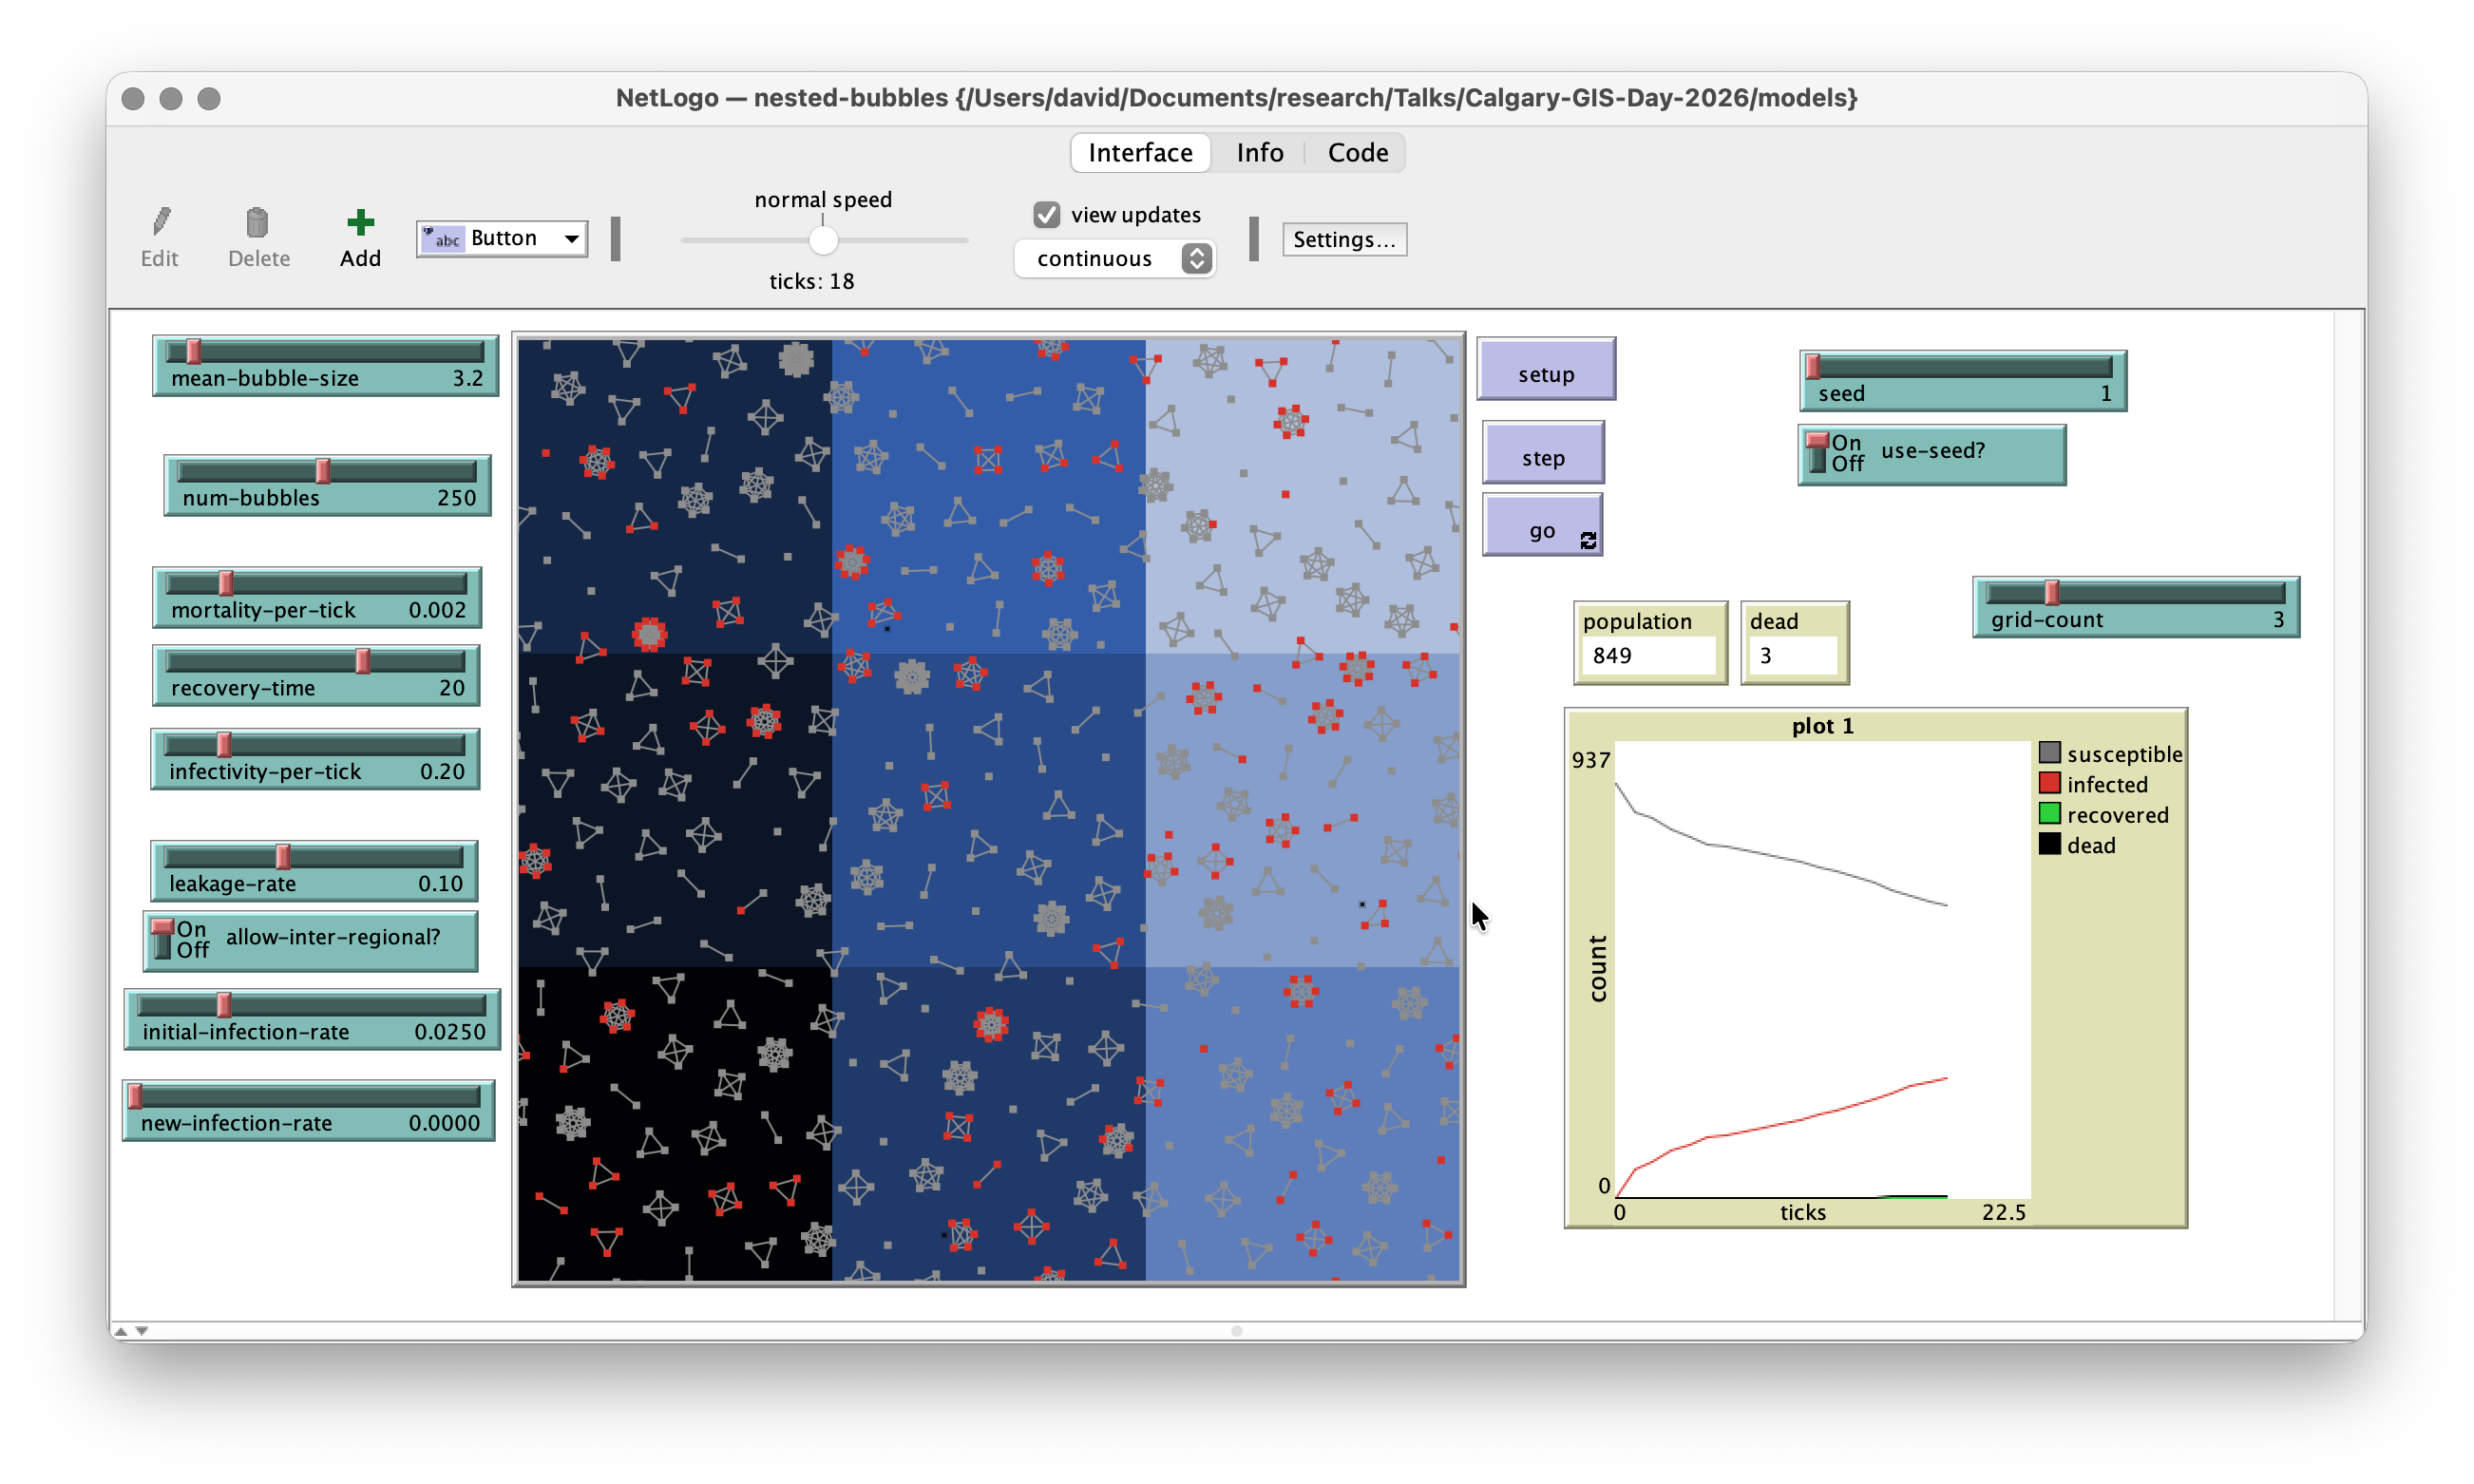 NetLogo — nested-bubbles {/Users/david/Documents/research/Talks/Calgary-GIS-Day-2026/models}
Interface Info Code
Edit Delete Add abc Button
normal speed
ticks: 18
view updates
continuous
Settings...
mean-bubble-size 3.2
num-bubbles 250
mortality-per-tick 0.002
recovery-time 20
infectivity-per-tick 0.20
leakage-rate 0.10
On
Off
allow-inter-regional?
initial-infection-rate 0.0250
new-infection-rate 0.0000
setup
step
go
seed 1
On
Off
use-seed?
population
849
dead
3
grid-count 3
plot 1
937
count
0
0 ticks 22.5
susceptible
infected
recovered
dead